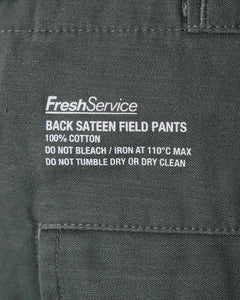 FreshService
BACK SATEEN FIELD PANTS
100% COTTON
DO NOT BLEACH / IRON AT 110°C MAX
DO NOT TUMBLE DRY OR DRY CLEAN